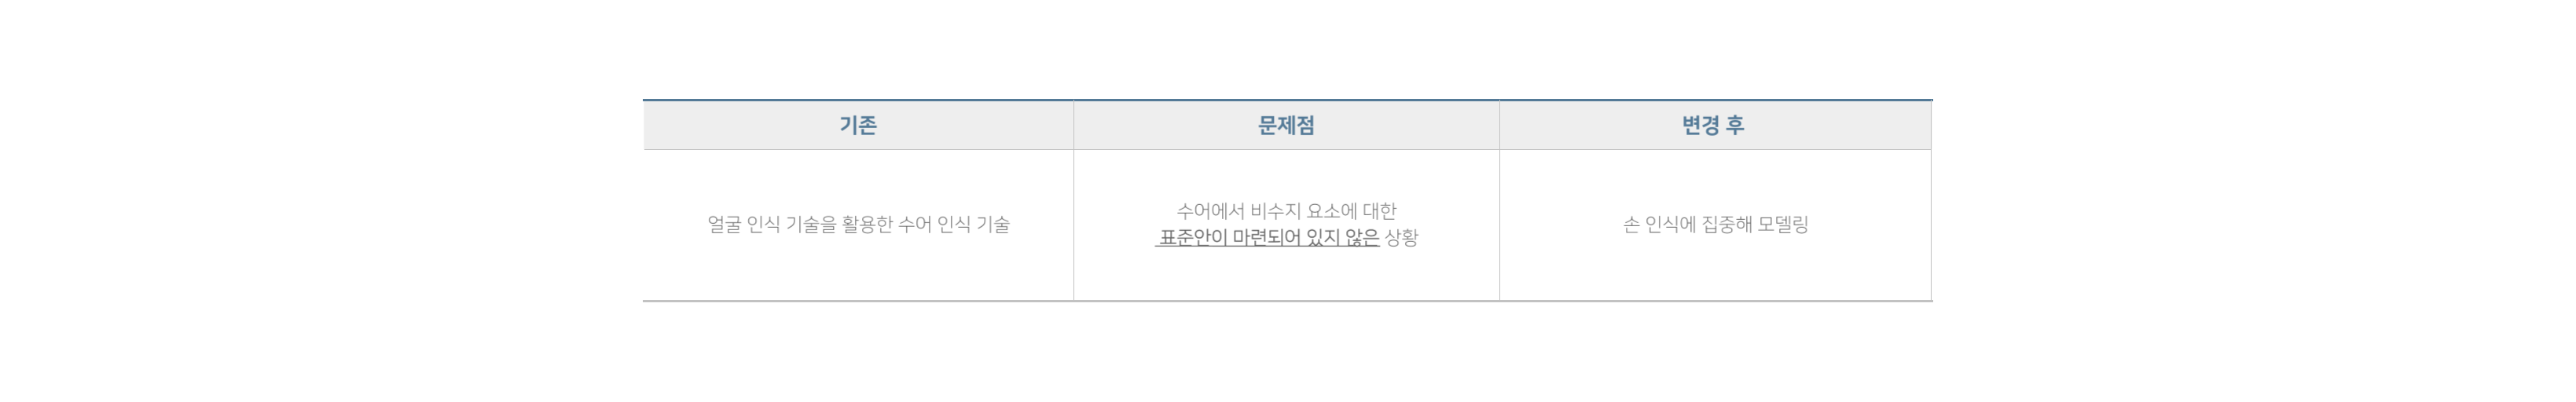 기존
문제점
변경 후
얼굴 인식 기술을 활용한 수어 인식 기술
수어에서 비수지 요소에 대한
표준안이 마련되어 있지 않은 상황
손 인식에 집중해 모델링